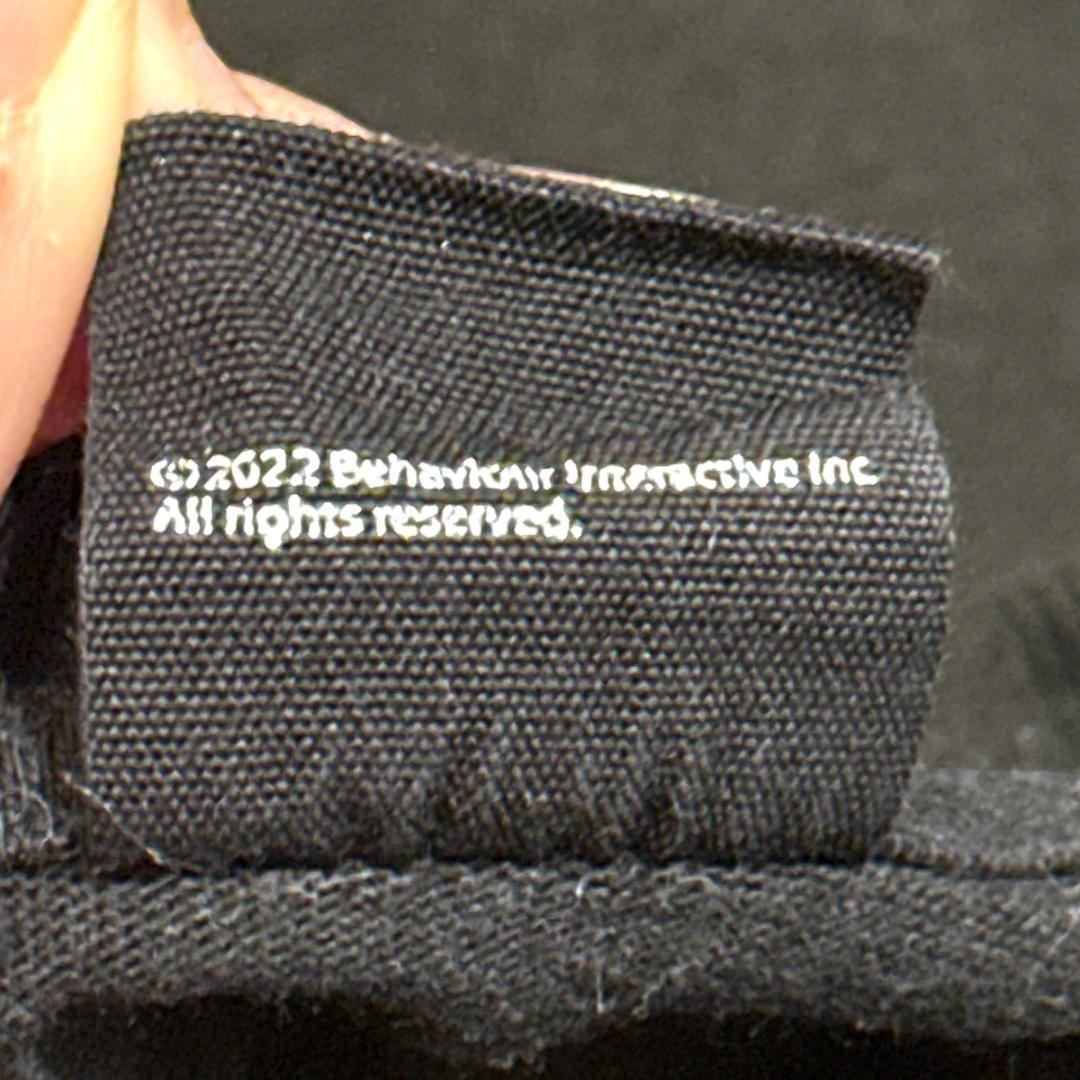 © 2022 Behaviour Interactive Inc.
All rights reserved.